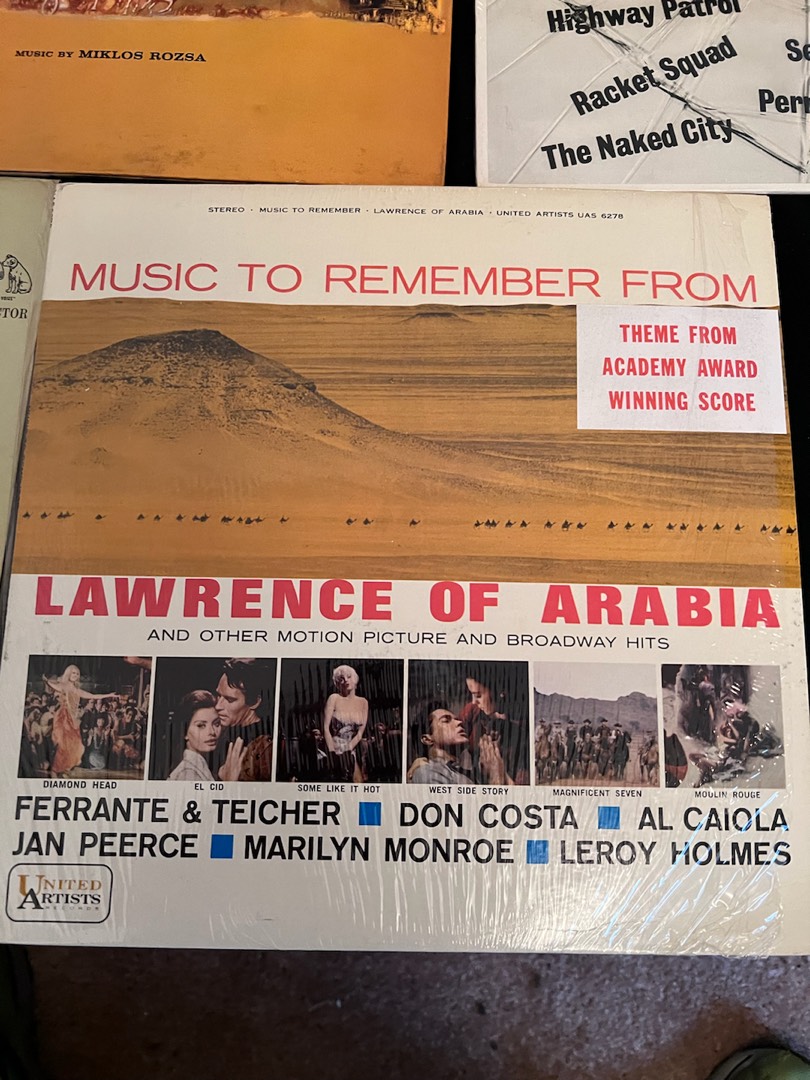 MUSIC BY MIKLOS ROZSA
Highway Patrol
Racket Squad
The Naked City
STEREO · MUSIC TO REMEMBER · LAWRENCE OF ARABIA · UNITED ARTISTS UAS 6278
MUSIC TO REMEMBER FROM
THEME FROM
ACADEMY AWARD
WINNING SCORE
LAWRENCE OF ARABIA
AND OTHER MOTION PICTURE AND BROADWAY HITS
DIAMOND HEAD
EL CID
SOME LIKE IT HOT
WEST SIDE STORY
MAGNIFICENT SEVEN
MOULIN ROUGE
FERRANTE & TEICHER ■ DON COSTA ■ AL CAIOLA
JAN PEERCE ■ MARILYN MONROE ■ LEROY HOLMES
UNITED
ARTISTS
RECORDS